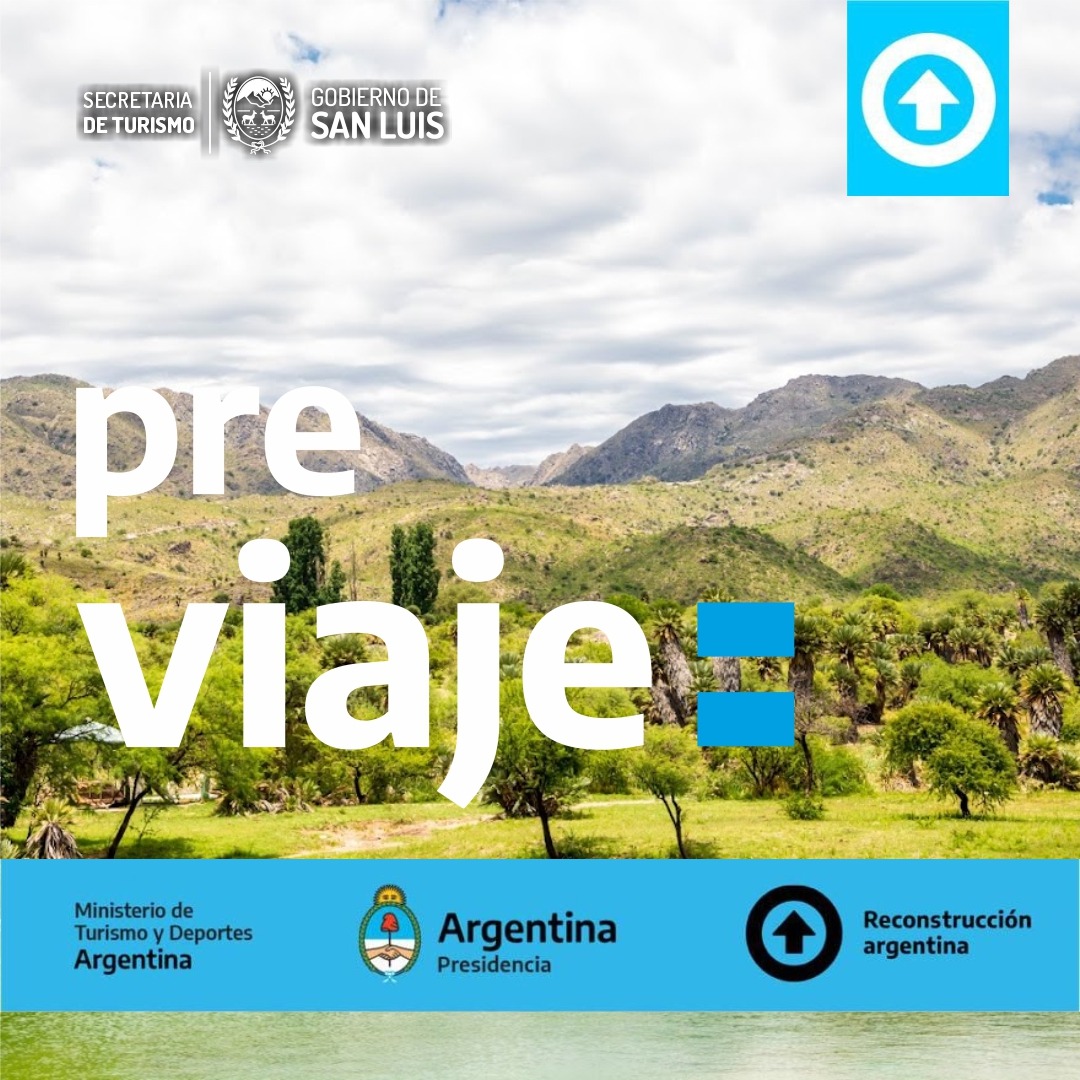 SECRETARIA
DE TURISMO
GOBIERNO DE
SAN LUIS
pre
viaje
Ministerio de
Turismo y Deportes
Argentina
Argentina
Presidencia
Reconstrucción
argentina